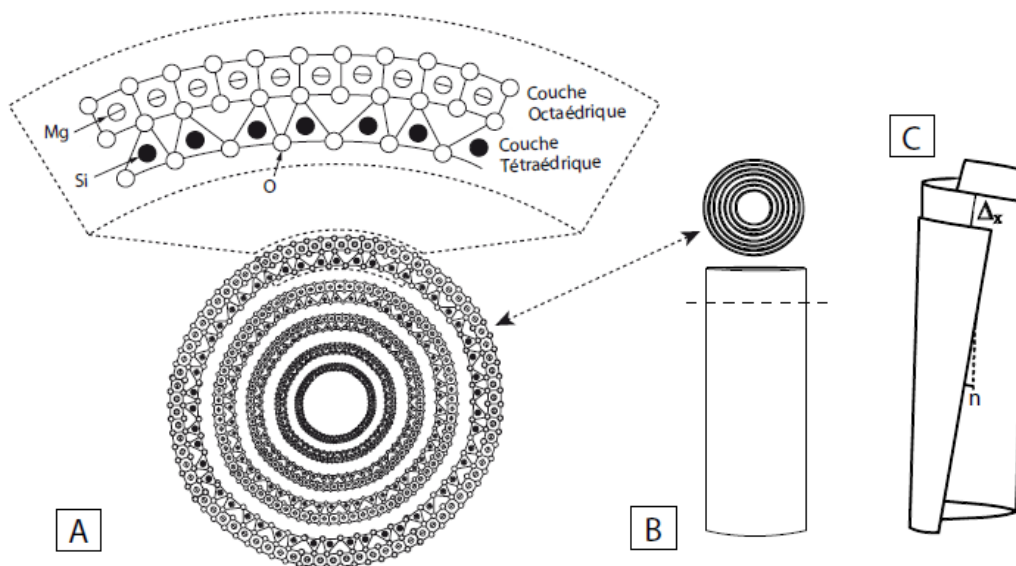 Couche
Octaédrique
Mg
Couche
Tétraédrique
Si
O
C
Δx
n
A
B